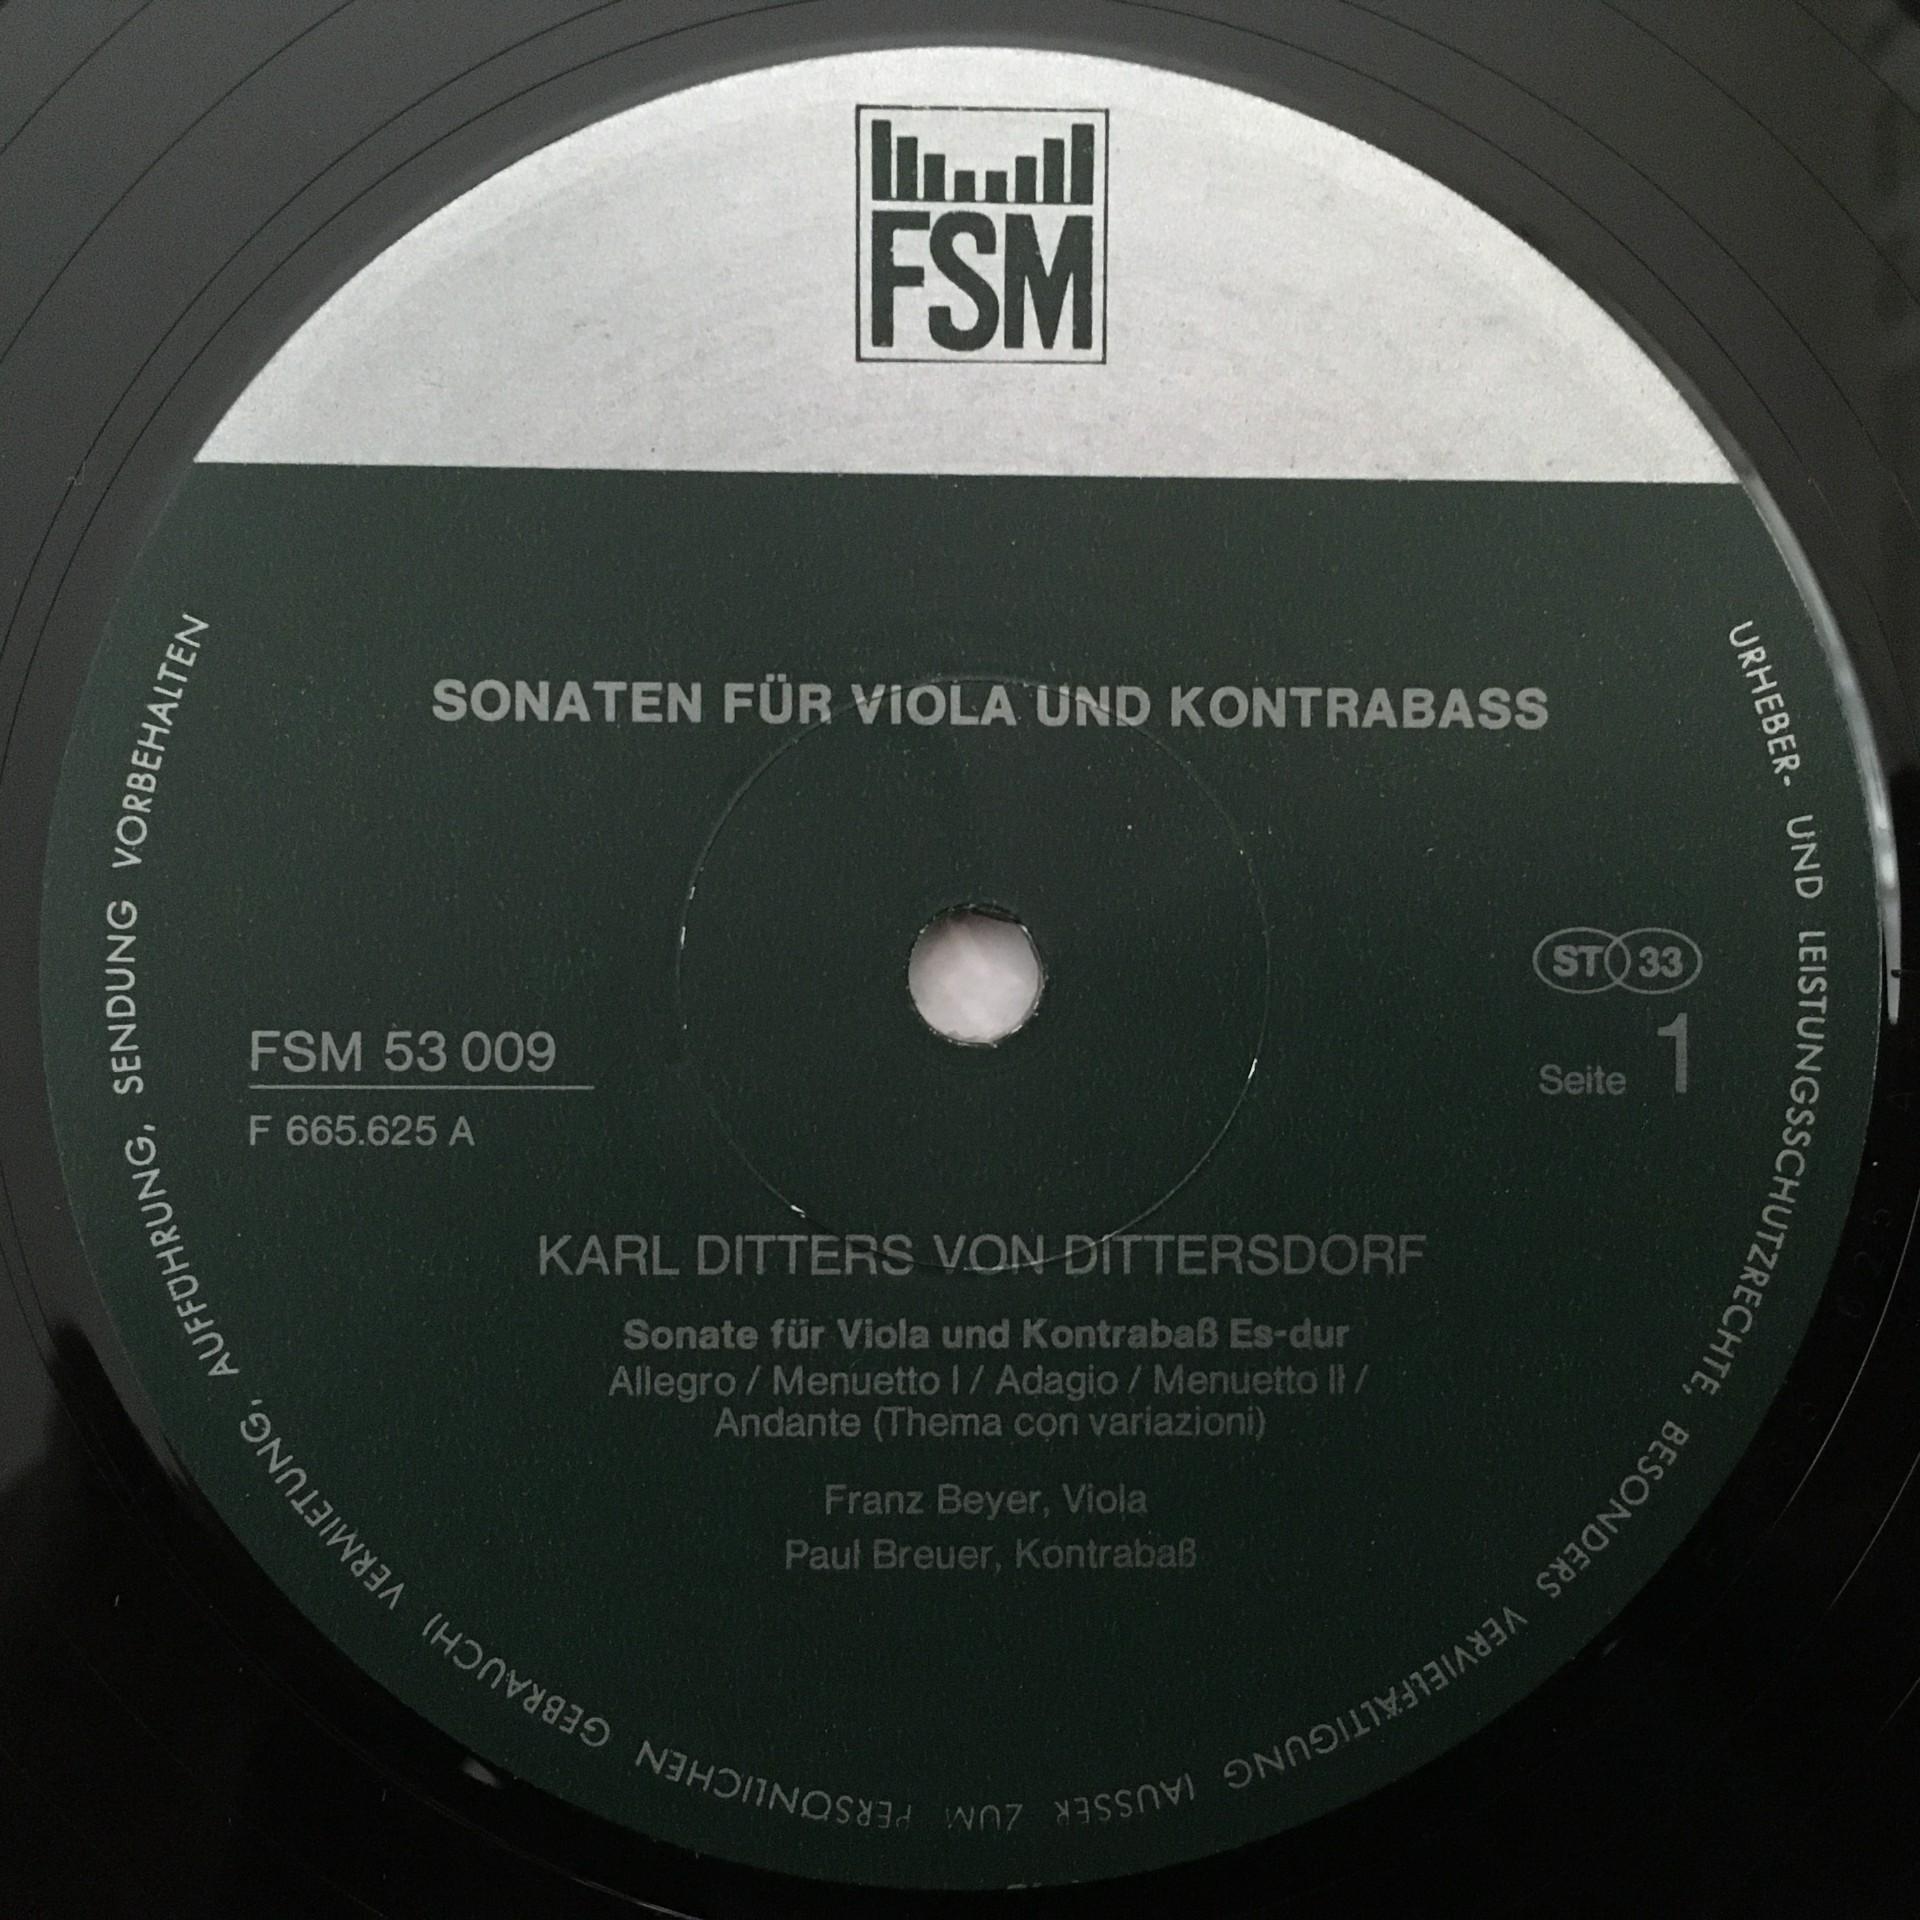 FSM
SONATEN FÜR VIOLA UND KONTRABASS
ST 33
FSM 53 009
Seite 1
F 665.625 A
KARL DITTERS VON DITTERSDORF
Sonate für Viola und Kontrabaß Es-dur
Allegro / Menuetto I / Adagio / Menuetto II /
Andante (Thema con variazioni)
Franz Beyer, Viola
Paul Breuer, Kontrabaß
URHEBER- UND LEISTUNGSSCHUTZRECHTE, BESONDERS VERVIELFÄLTIGUNG (AUSSER ZUM PERSÖNLICHEN GEBRAUCH) VERMIETUNG, AUFFÜHRUNG, SENDUNG VORBEHALTEN